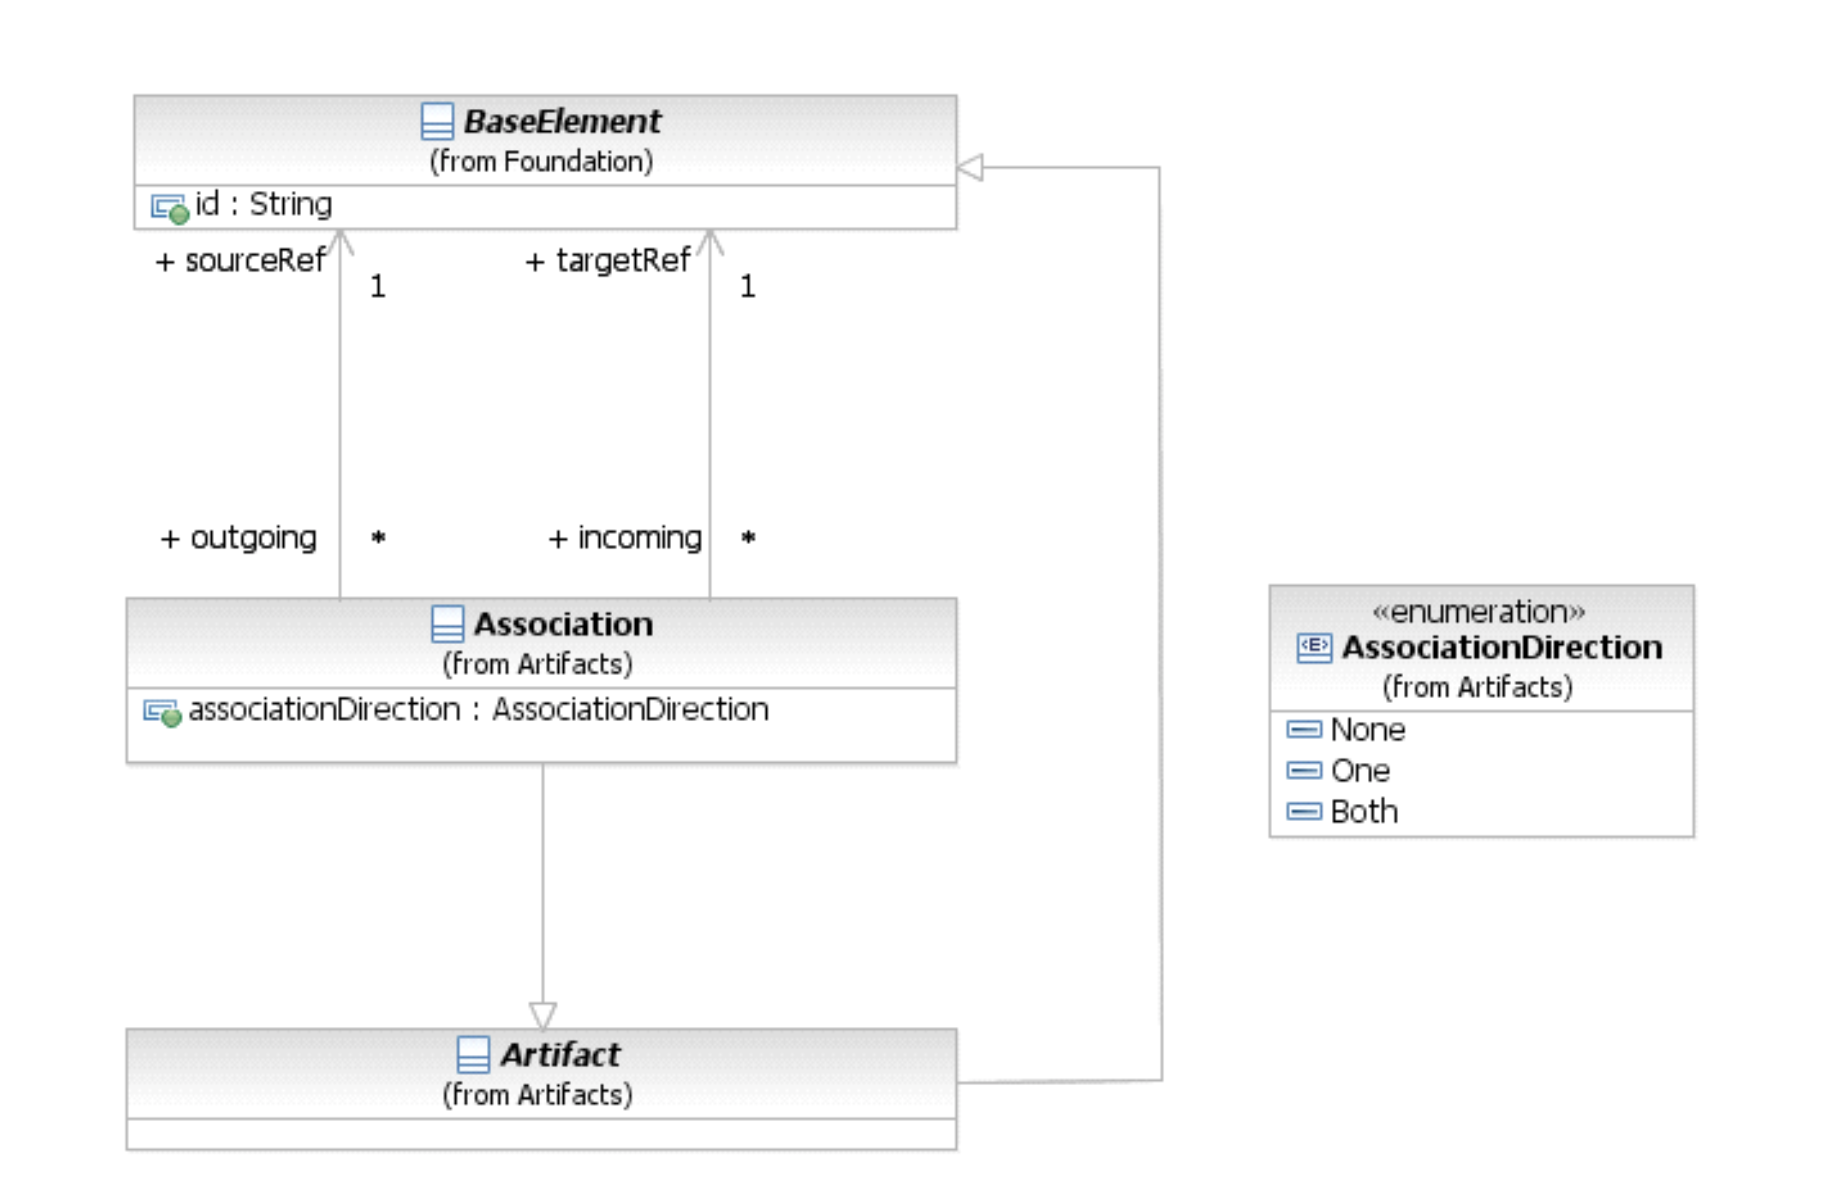 BaseElement
(from Foundation)
id : String
+ sourceRef
1
+ targetRef
1
+ outgoing
*
+ incoming
*
Association
(from Artifacts)
associationDirection : AssociationDirection
«enumeration»
<E> AssociationDirection
(from Artifacts)
None
One
Both
Artifact
(from Artifacts)